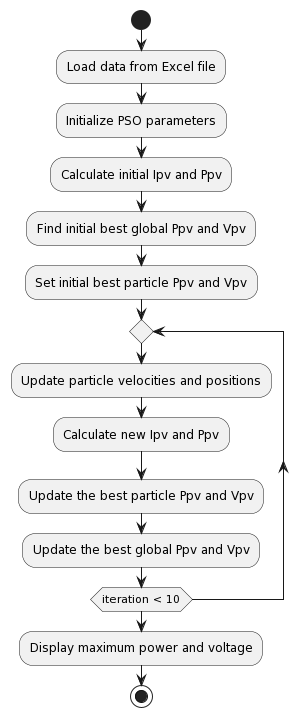 Load data from Excel file
Initialize PSO parameters
Calculate initial Ipv and Ppv
Find initial best global Ppv and Vpv
Set initial best particle Ppv and Vpv
Update particle velocities and positions
Calculate new Ipv and Ppv
Update the best particle Ppv and Vpv
Update the best global Ppv and Vpv
iteration < 10
Display maximum power and voltage